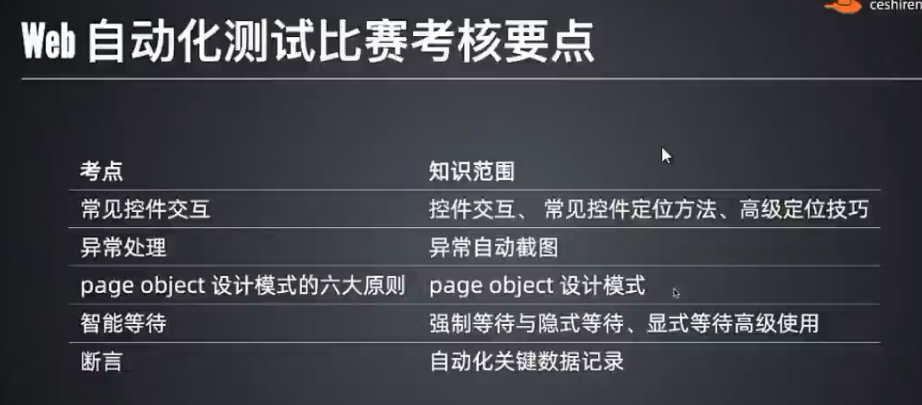 ceshiren
Web 自动化测试比赛考核要点
考点 知识范围
常见控件交互 控件交互、 常见控件定位方法、高级定位技巧
异常处理 异常自动截图
page object 设计模式的六大原则 page object 设计模式
智能等待 强制等待与隐式等待、显式等待高级使用
断言 自动化关键数据记录